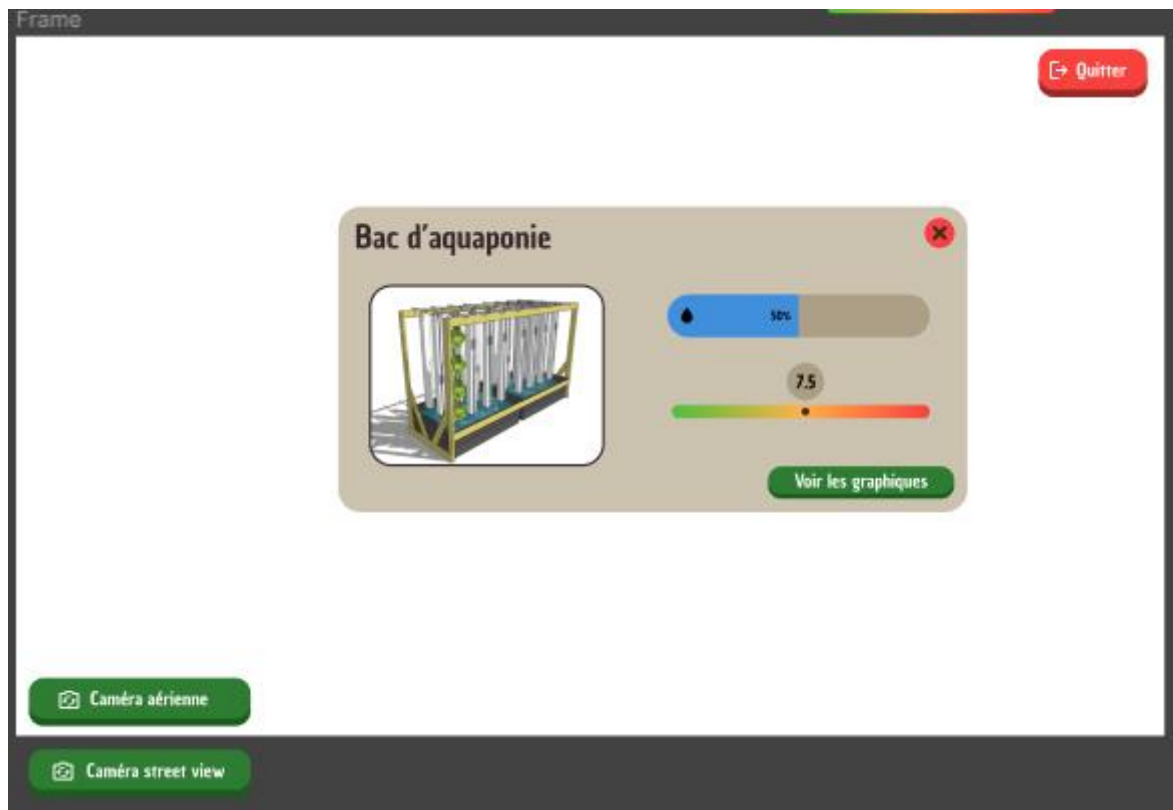 Frame
Quitter
Bac d'aquaponie
50%
7.5
Voir les graphiques
Caméra aérienne
Caméra street view